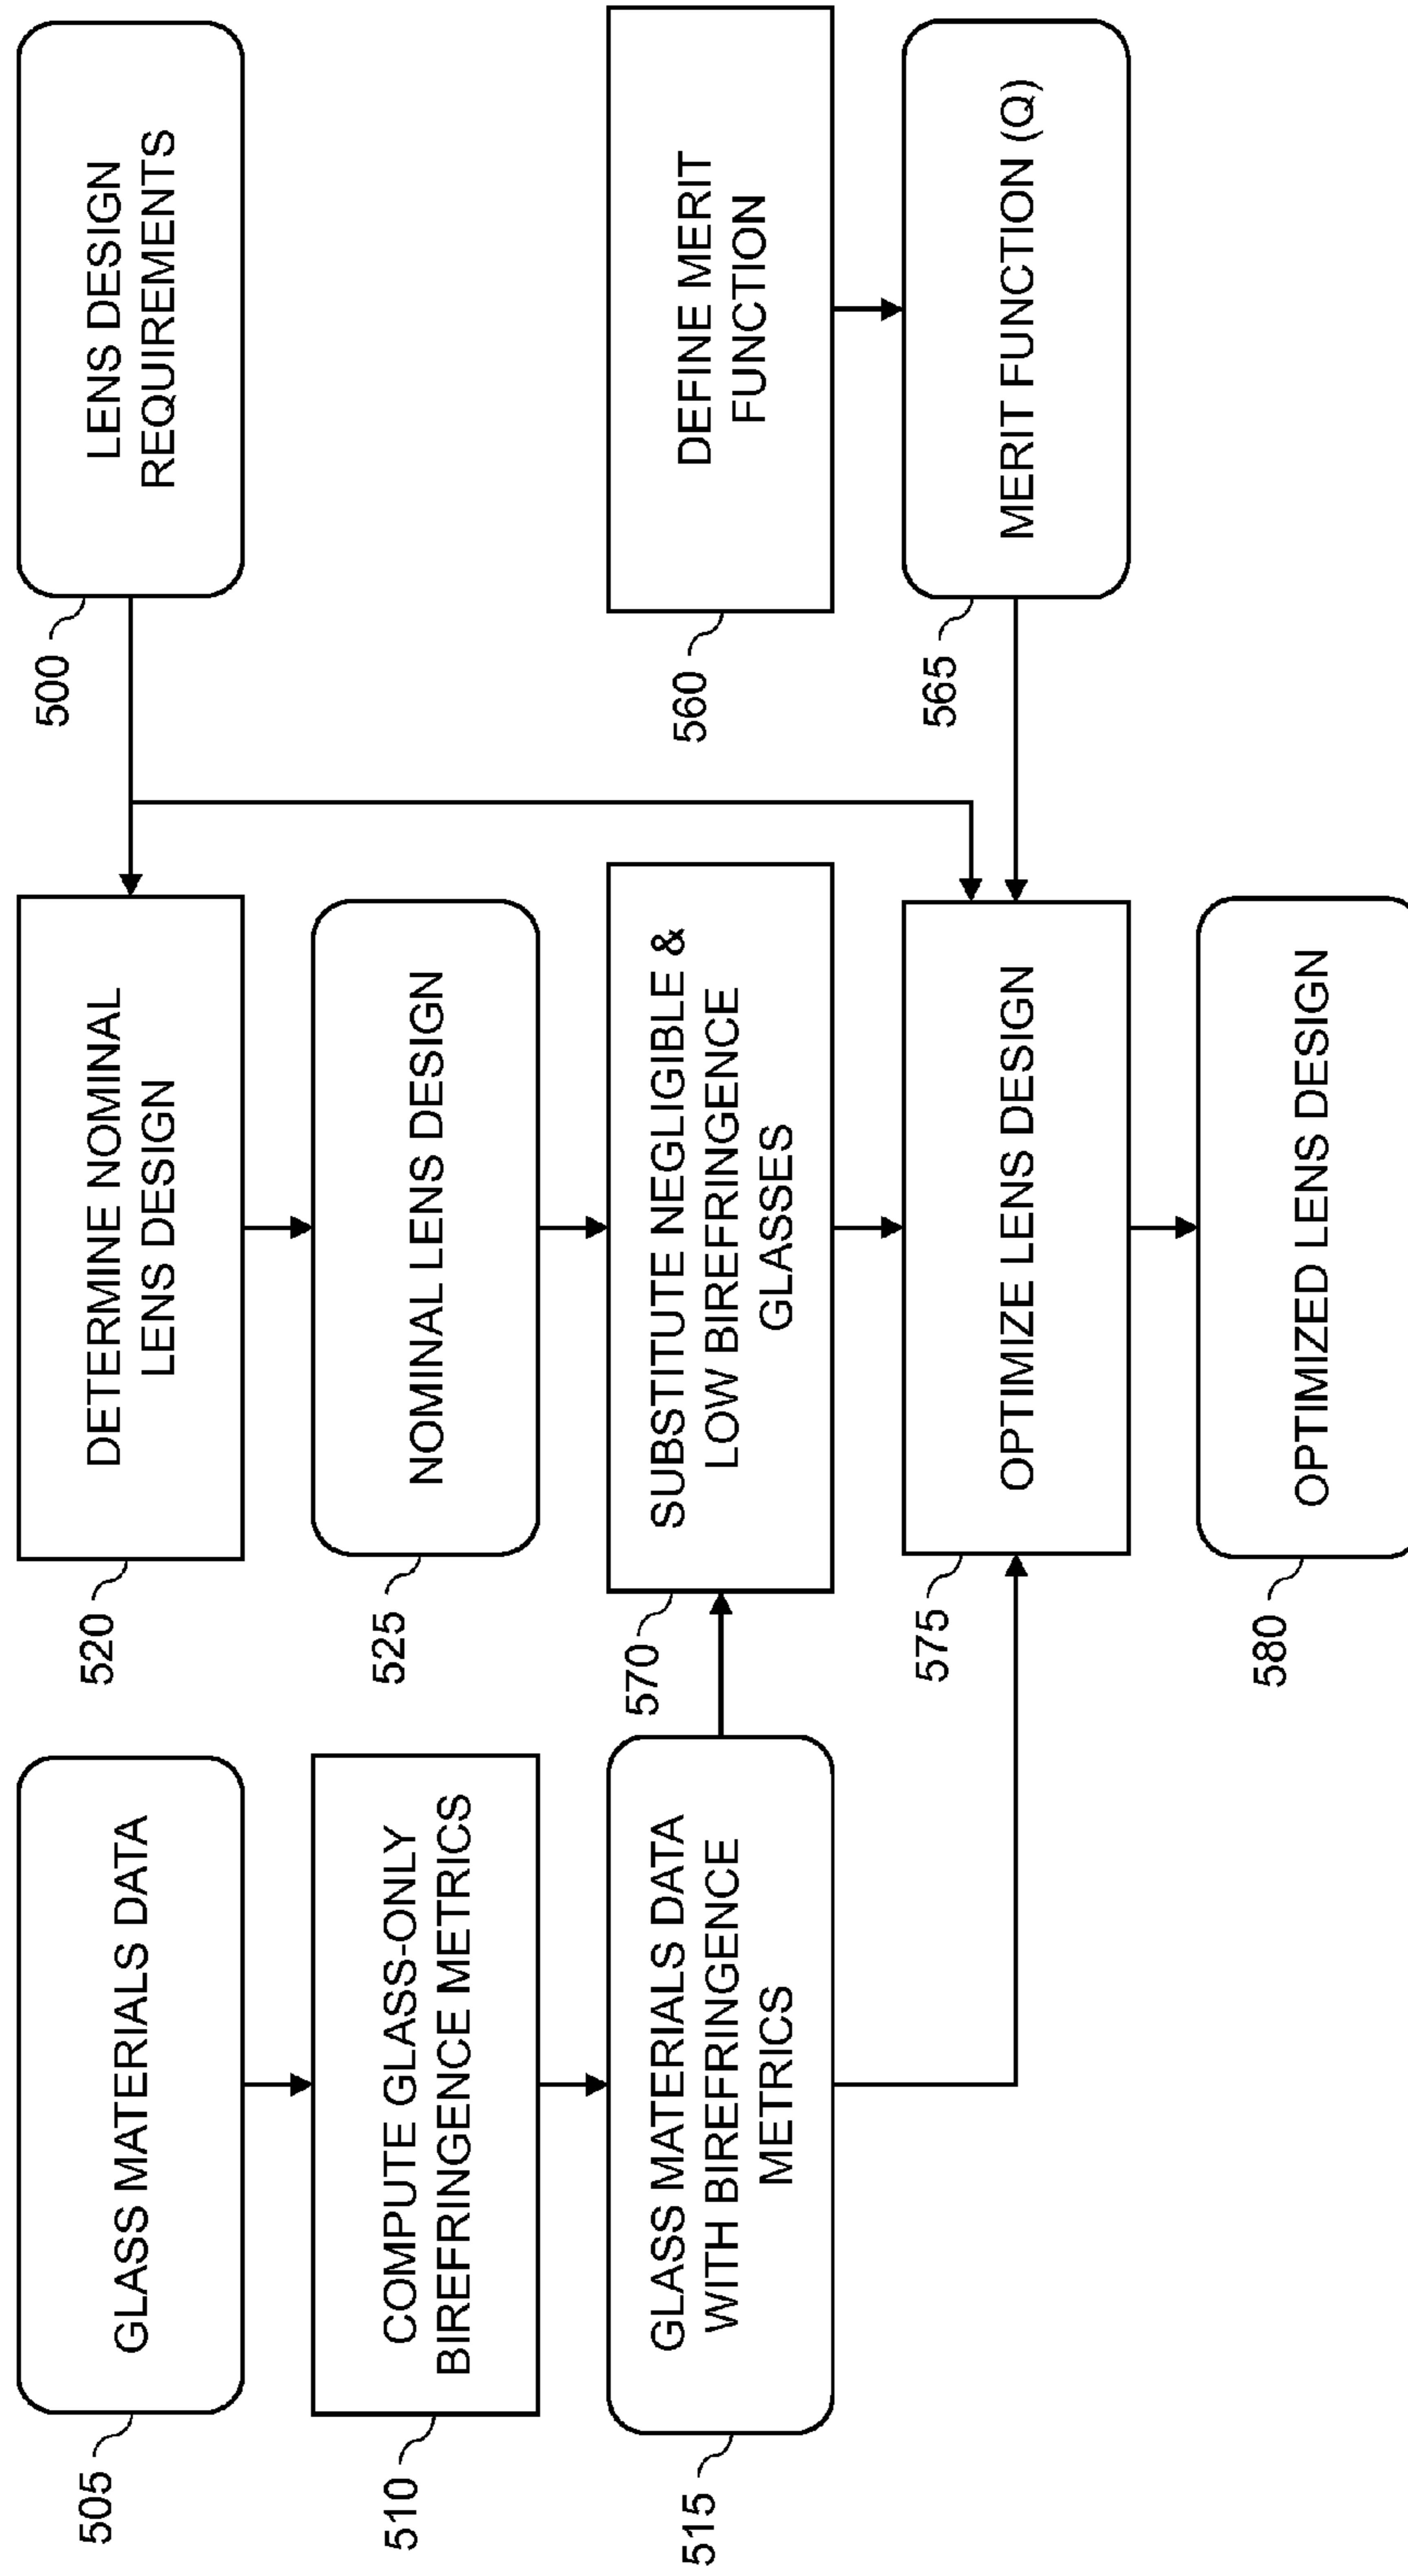 505
GLASS MATERIALS DATA
510
COMPUTE GLASS-ONLY
BIREFRINGENCE METRICS
515
GLASS MATERIALS DATA
WITH BIREFRINGENCE
METRICS
520
DETERMINE NOMINAL
LENS DESIGN
525
NOMINAL LENS DESIGN
570
SUBSTITUTE NEGLIGIBLE &
LOW BIREFRINGENCE
GLASSES
575
OPTIMIZE LENS DESIGN
580
OPTIMIZED LENS DESIGN
500
LENS DESIGN
REQUIREMENTS
560
DEFINE MERIT
FUNCTION
565
MERIT FUNCTION (Q)